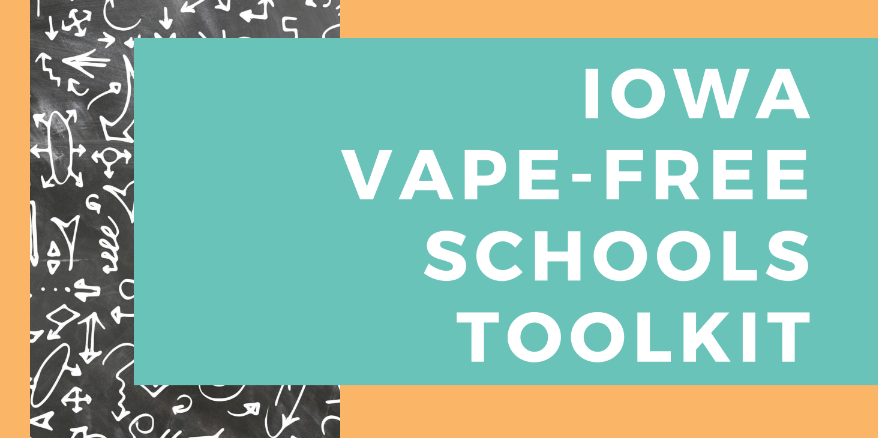 IOWA
VAPE-FREE
SCHOOLS
TOOLKIT